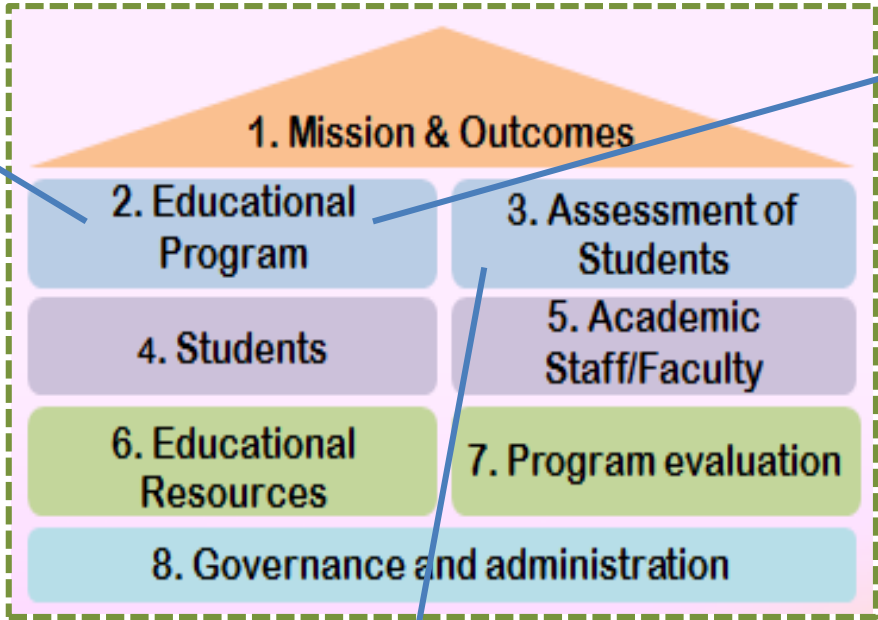 1. Mission & Outcomes
2. Educational
Program
3. Assessment of
Students
4. Students
5. Academic
Staff/Faculty
6. Educational
Resources
7. Program evaluation
8. Governance and administration